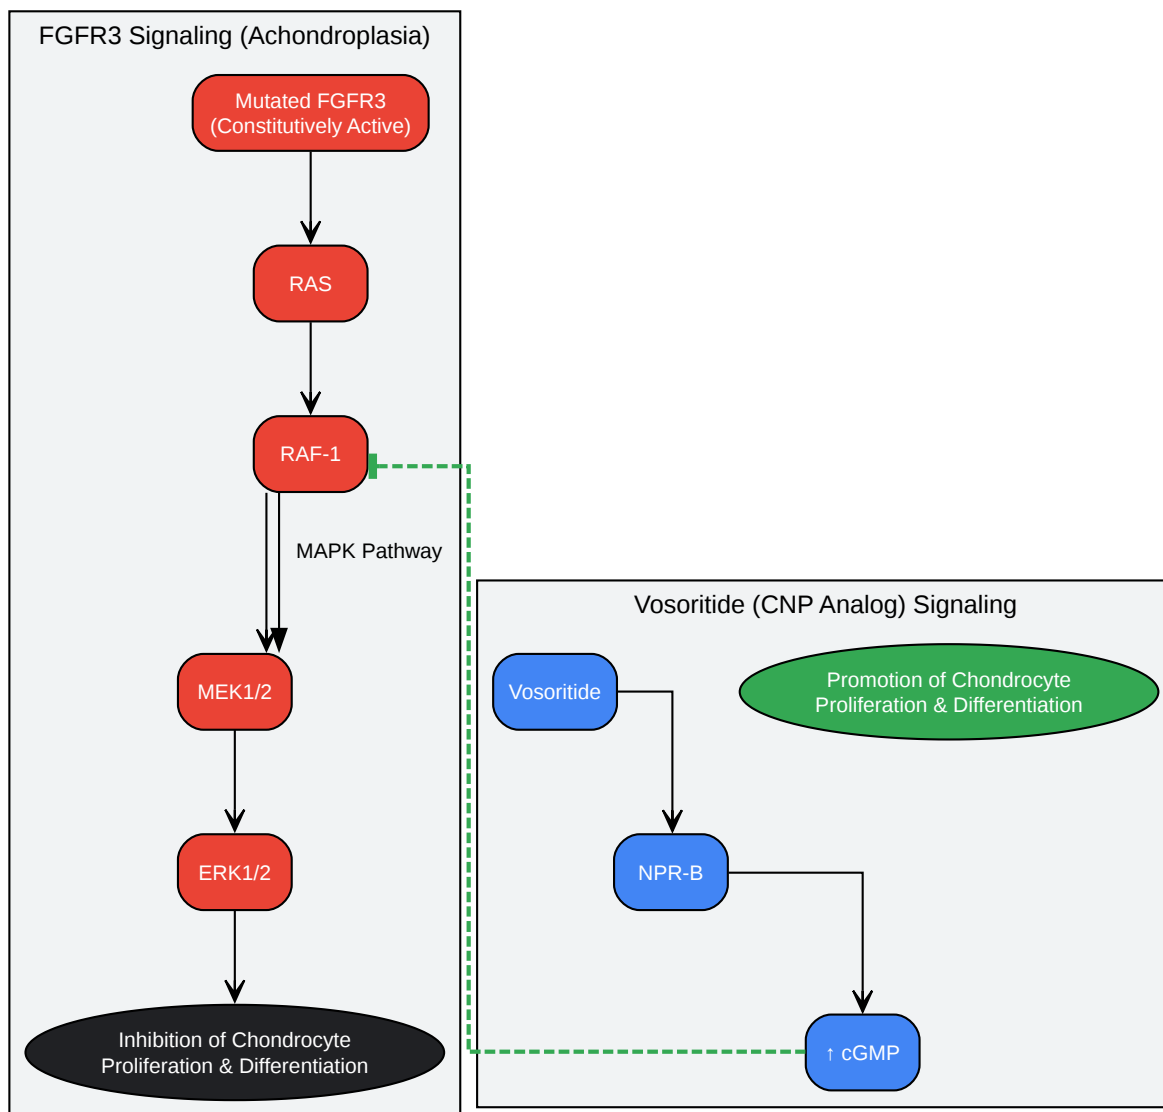 FGFR3 Signaling (Achondroplasia)
Mutated FGFR3
(Constitutively Active)
RAS
RAF-1
MAPK Pathway
MEK1/2
ERK1/2
Inhibition of Chondrocyte
Proliferation & Differentiation
Vosoritide (CNP Analog) Signaling
Vosoritide
Promotion of Chondrocyte
Proliferation & Differentiation
NPR-B
↑ cGMP